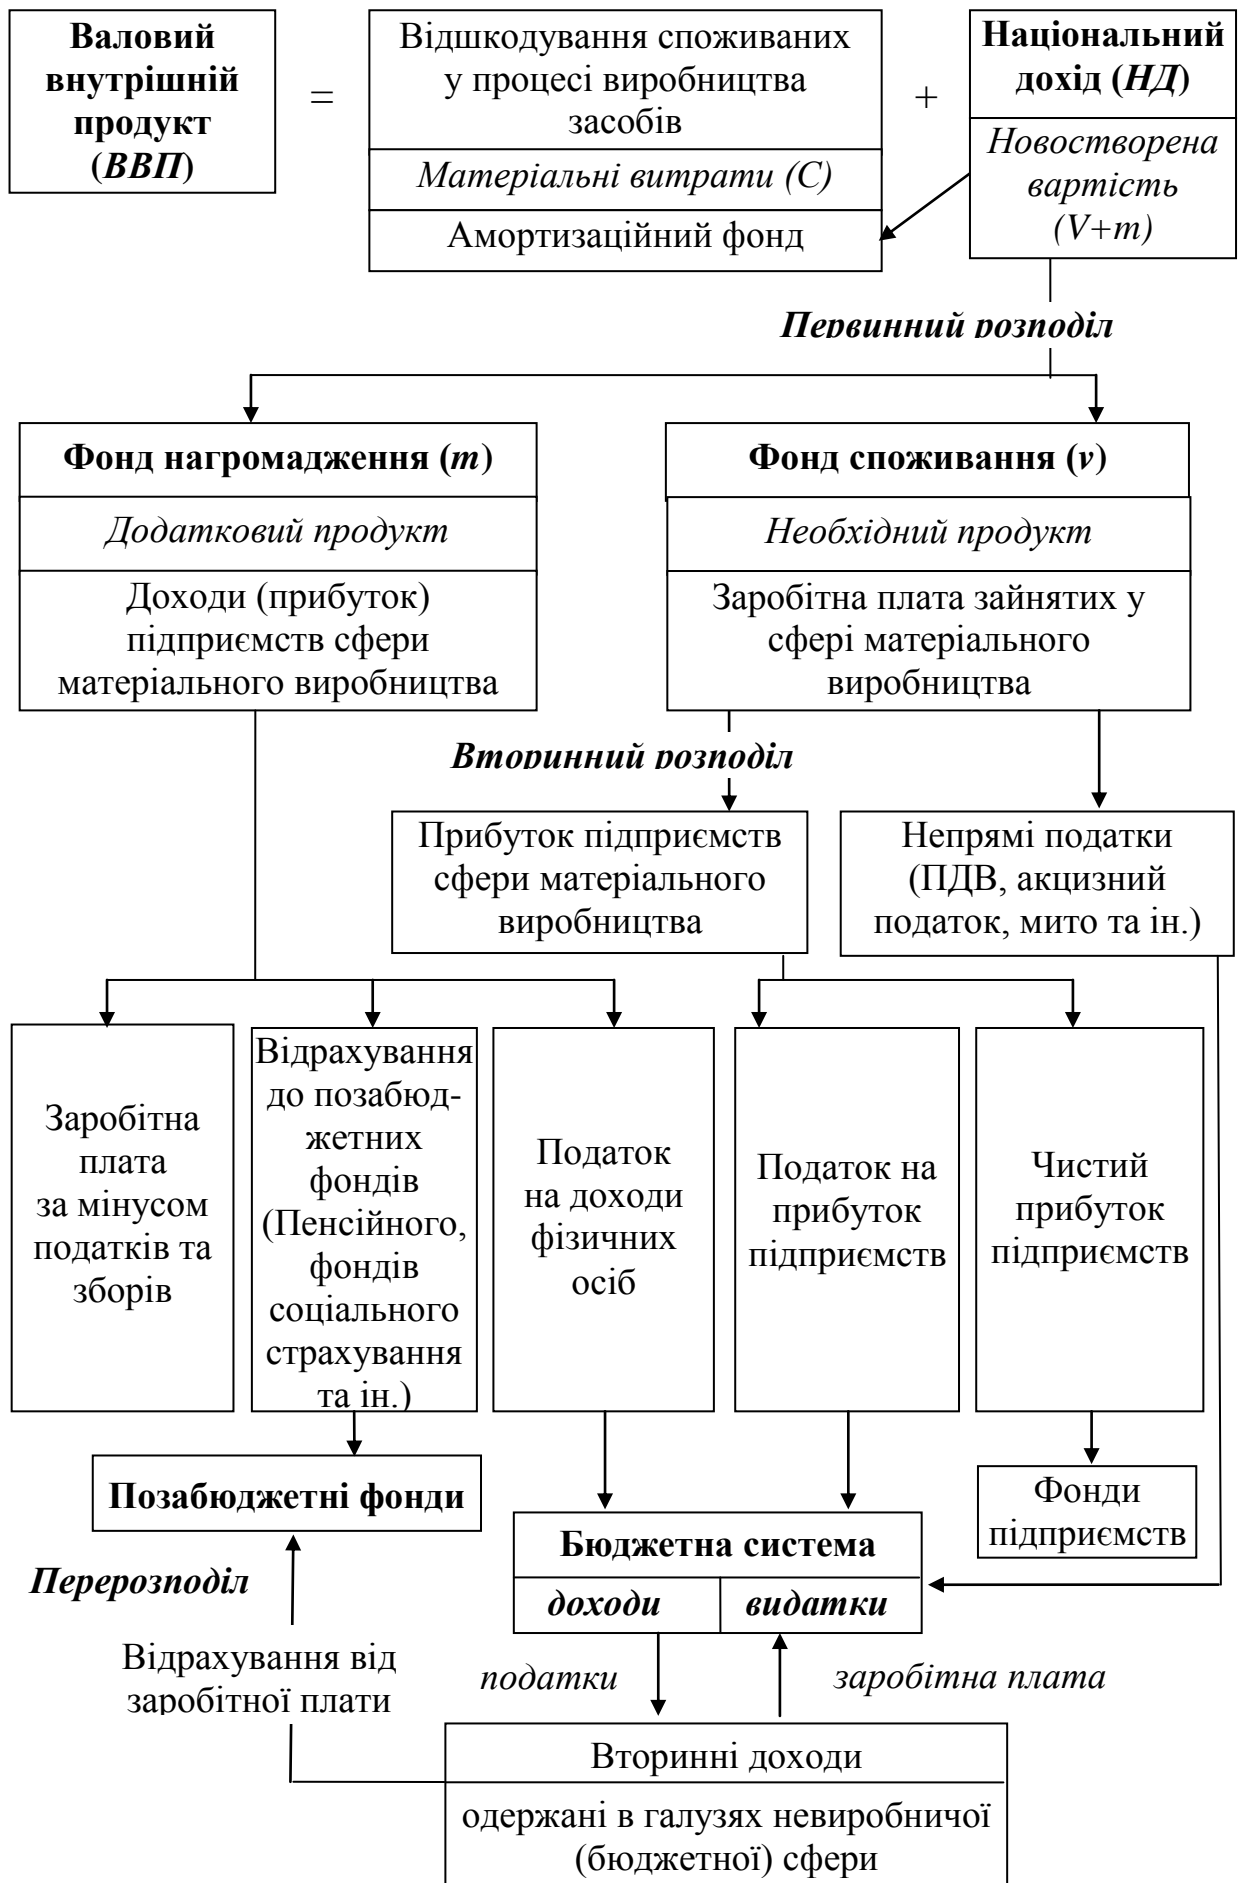 Валовий
внутрішній
продукт
(ВВП)
=
Відшкодування споживаних
у процесі виробництва
засобів
Матеріальні витрати (С)
Амортизаційний фонд
+
Національний
дохід (НД)
Новостворена
вартість
(V+m)
Первинний розподіл
Фонд нагромадження (m)
Додатковий продукт
Доходи (прибуток)
підприємств сфери
матеріального виробництва
Фонд споживання (v)
Необхідний продукт
Заробітна плата зайнятих у
сфері матеріального
виробництва
Вторинний розподіл
Прибуток підприємств
сфери матеріального
виробництва
Непрямі податки
(ПДВ, акцизний
податок, мито та ін.)
Заробітна
плата
за мінусом
податків та
зборів
Відрахування
до позабюд-
жетних
фондів
(Пенсійного,
фондів
соціального
страхування
та ін.)
Податок
на доходи
фізичних
осіб
Податок на
прибуток
підприємств
Чистий
прибуток
підприємств
Позабюджетні фонди
Фонди
підприємств
Бюджетна система
доходи
видатки
Перерозподіл
Відрахування від
заробітної плати
податки
заробітна плата
Вторинні доходи
одержані в галузях невиробничої
(бюджетної) сфери